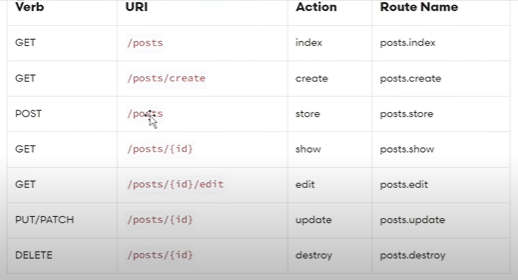 Verb URI Action Route Name
GET /posts index posts.index
GET /posts/create create posts.create
POST /posts store posts.store
GET /posts/{id} show posts.show
GET /posts/{id}/edit edit posts.edit
PUT/PATCH /posts/{id} update posts.update
DELETE /posts/{id} destroy posts.destroy